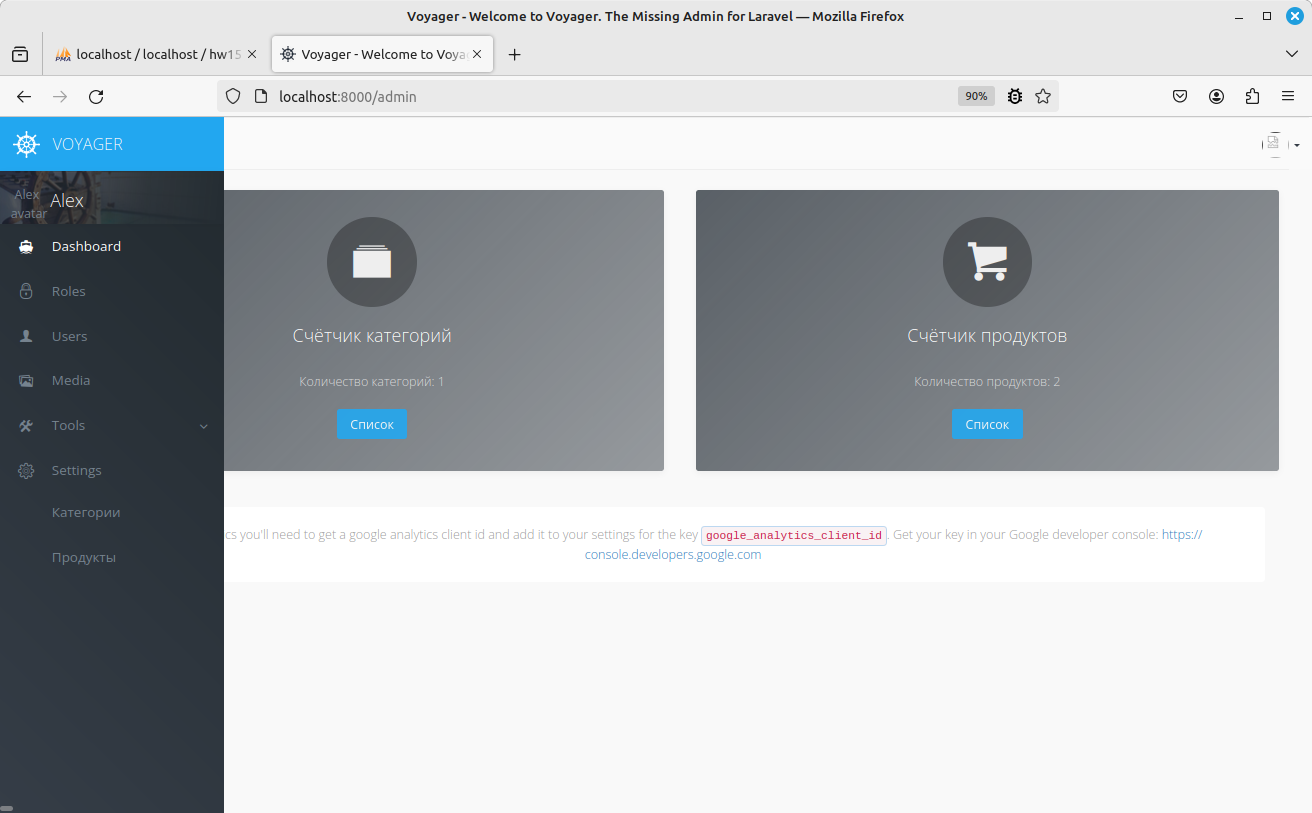 Voyager - Welcome to Voyager. The Missing Admin for Laravel — Mozilla Firefox
localhost / localhost / hw15
Voyager - Welcome to Voya
localhost:8000/admin
90%
VOYAGER
Alex avatar
Alex
Dashboard
Roles
Users
Media
Tools
Settings
Категории
Продукты
Счётчик категорий
Количество категорий: 1
Список
Счётчик продуктов
Количество продуктов: 2
Список
cs you'll need to get a google analytics client id and add it to your settings for the key google_analytics_client_id. Get your key in your Google developer console: https://
console.developers.google.com